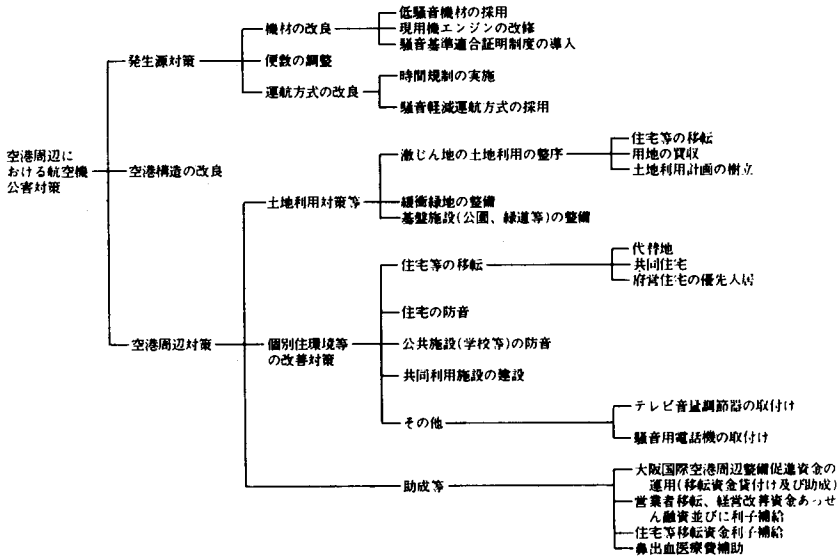 低騒音機材の採用
機材の改良
現用機エンジンの改修
騒音基準適合証明制度の導入
発生源対策
便数の調整
時間規制の実施
運航方式の改良
騒音軽減運航方式の採用
空港周辺に
おける航空機
公害対策
空港構造の改良
住宅等の移転
激じん地の土地利用の整序
用地の買収
土地利用計画の樹立
土地利用対策等
緩衝緑地の整備
基盤施設(公園、緑道等)の整備
代替地
住宅等の移転
共同住宅
府営住宅の優先入居
住宅の防音
空港周辺対策
個別住環境等
の改善対策
公共施設(学校等)の防音
共同利用施設の建設
テレビ音量調節器の取付け
その他
騒音用電話機の取付け
大阪国際空港周辺整備促進資金の
運用(移転資金貸付け及び助成)
助成等
営業者移転、経営改善資金あっせ
ん融資並びに利子補給
住宅等移転資金利子補給
鼻出血医療費補助